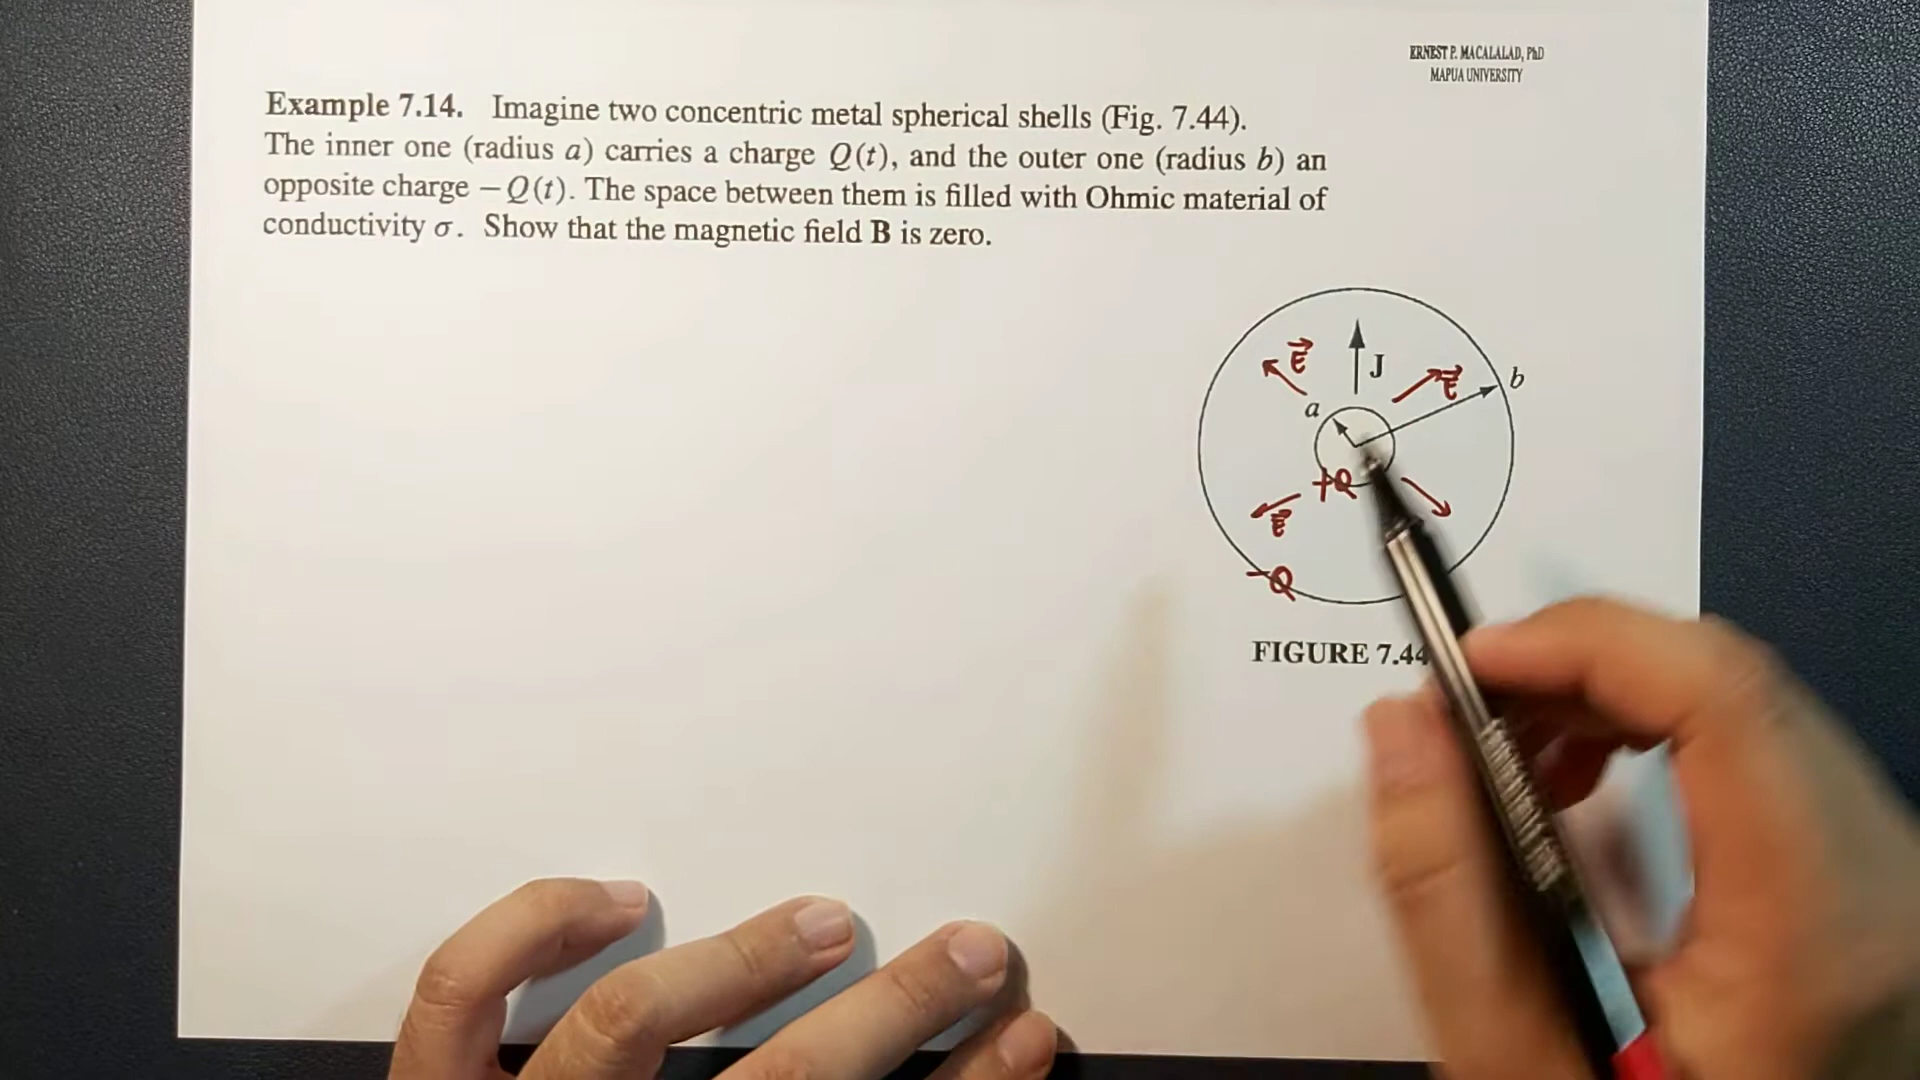 ERNEST P. MACALALAD, PhD
MAPUA UNIVERSITY
Example 7.14. Imagine two concentric metal spherical shells (Fig. 7.44).
The inner one (radius a) carries a charge Q(t), and the outer one (radius b) an
opposite charge −Q(t). The space between them is filled with Ohmic material of
conductivity σ. Show that the magnetic field B is zero.
E⃗
J
E⃗
b
a
+Q
E⃗
−Q
FIGURE 7.44